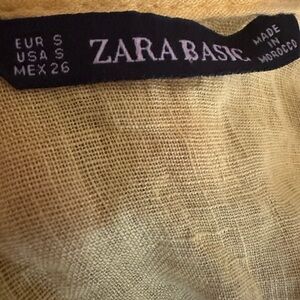 EUR S
USA S
MEX 26
ZARA BASIC
MADE
IN
MOROCCO